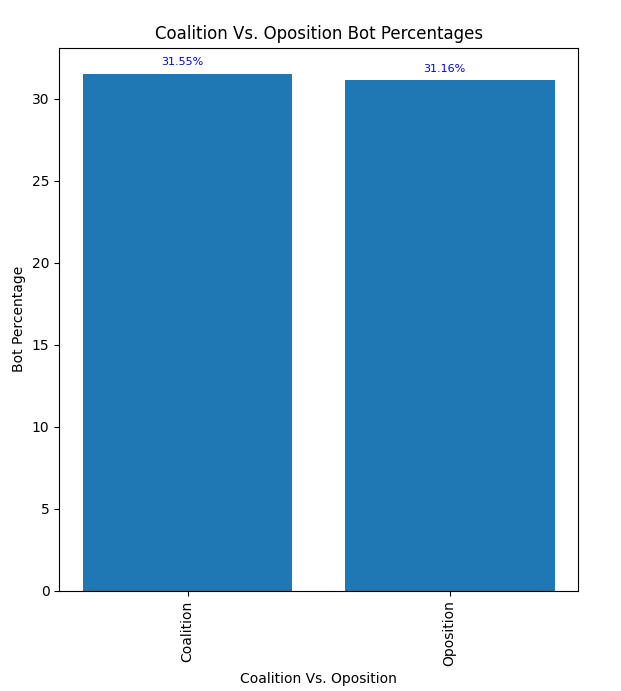 Coalition Vs. Oposition Bot Percentages
31.55%
31.16%
30
25
20
15
10
5
0
Bot Percentage
Coalition
Oposition
Coalition Vs. Oposition